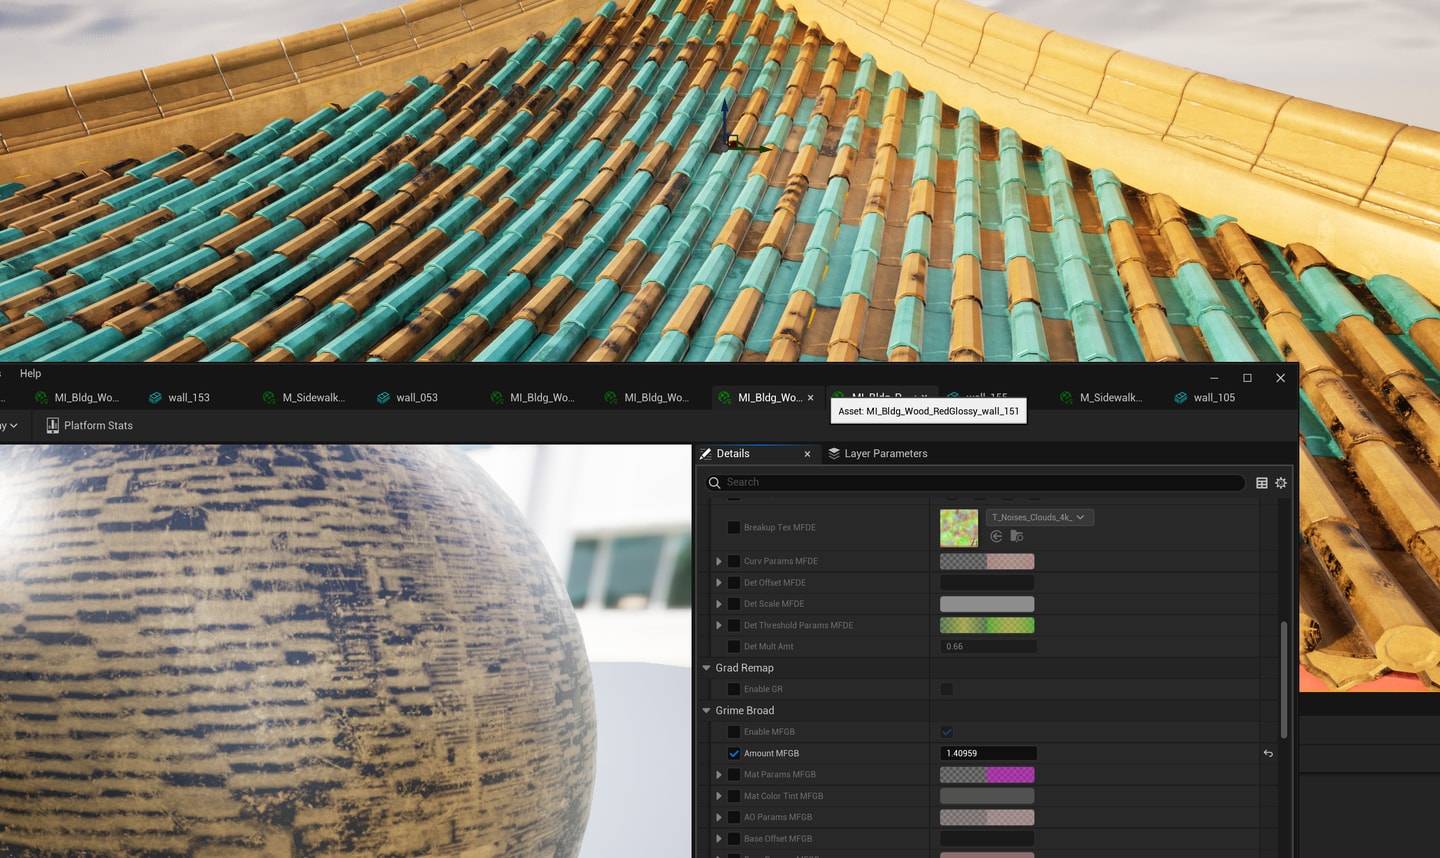 Help
MI_Bldg_Wo...
wall_153
M_Sidewalk...
wall_053
MI_Bldg_Wo...
MI_Bldg_Wo...
MI_Bldg_Wo...
M_Sidewalk...
wall_105
Asset: MI_Bldg_Wood_RedGlossy_wall_151
Platform Stats
Details
Layer Parameters
Search
Breakup Tex MFDE
T_Noises_Clouds_4k_
Curv Params MFDE
Det Offset MFDE
Det Scale MFDE
Det Threshold Params MFDE
Det Mult Amt
0.66
Grad Remap
Enable GR
Grime Broad
Enable MFGB
Amount MFGB
1.40959
Mat Params MFGB
Mat Color Tint MFGB
AO Params MFGB
Base Offset MFGB